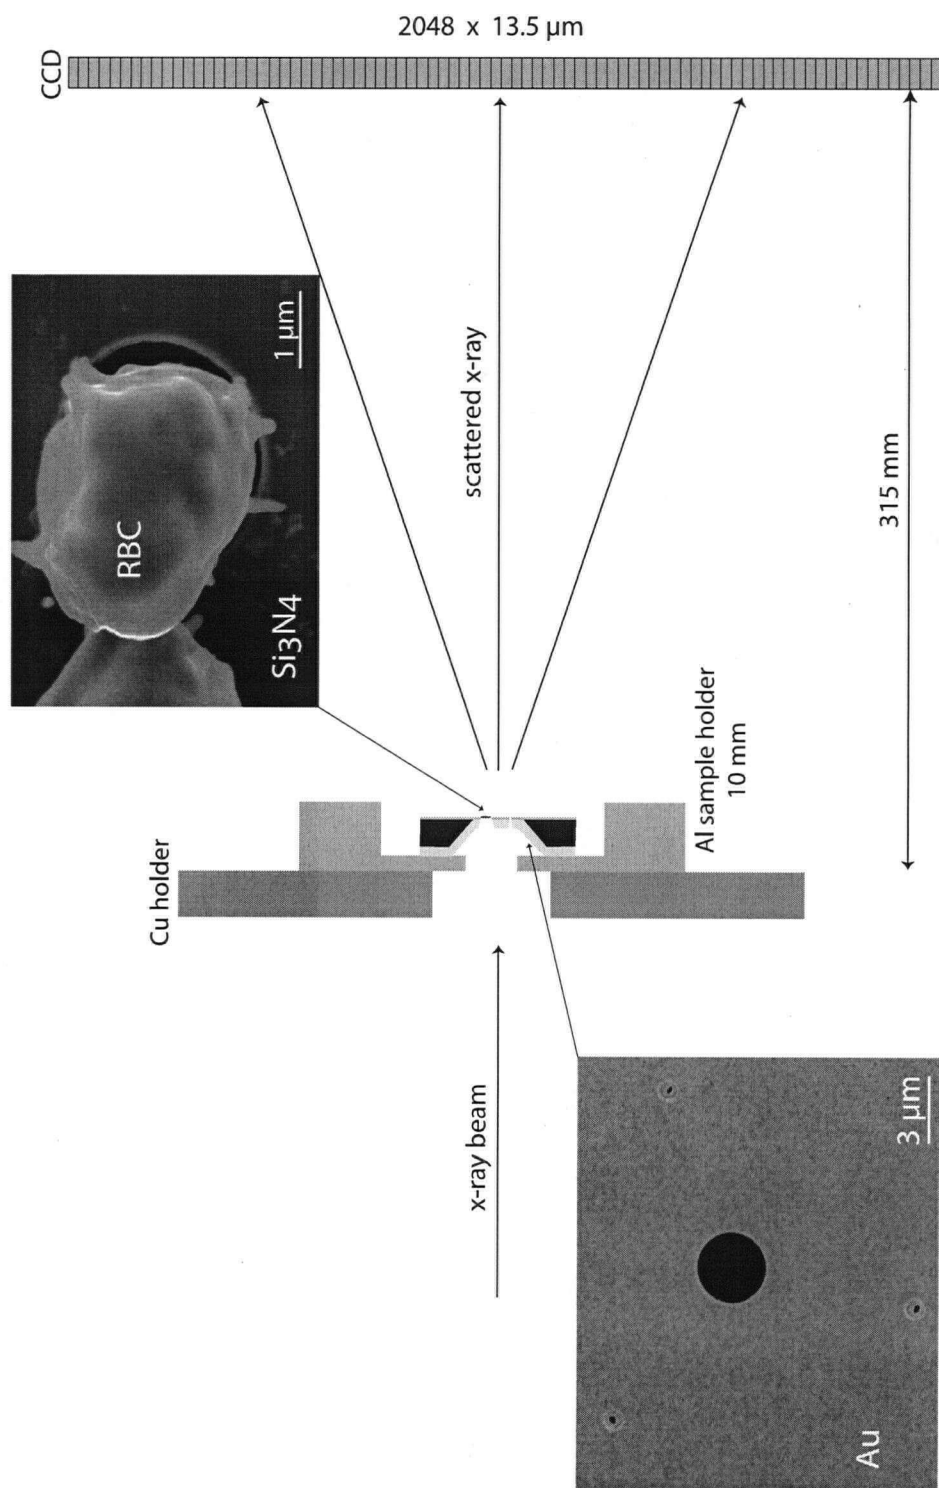 2048 x 13.5 µm
CCD
1 µm
RBC
Si3N4
scattered x-ray
315 mm
Al sample holder
10 mm
Cu holder
x-ray beam
3 µm
Au